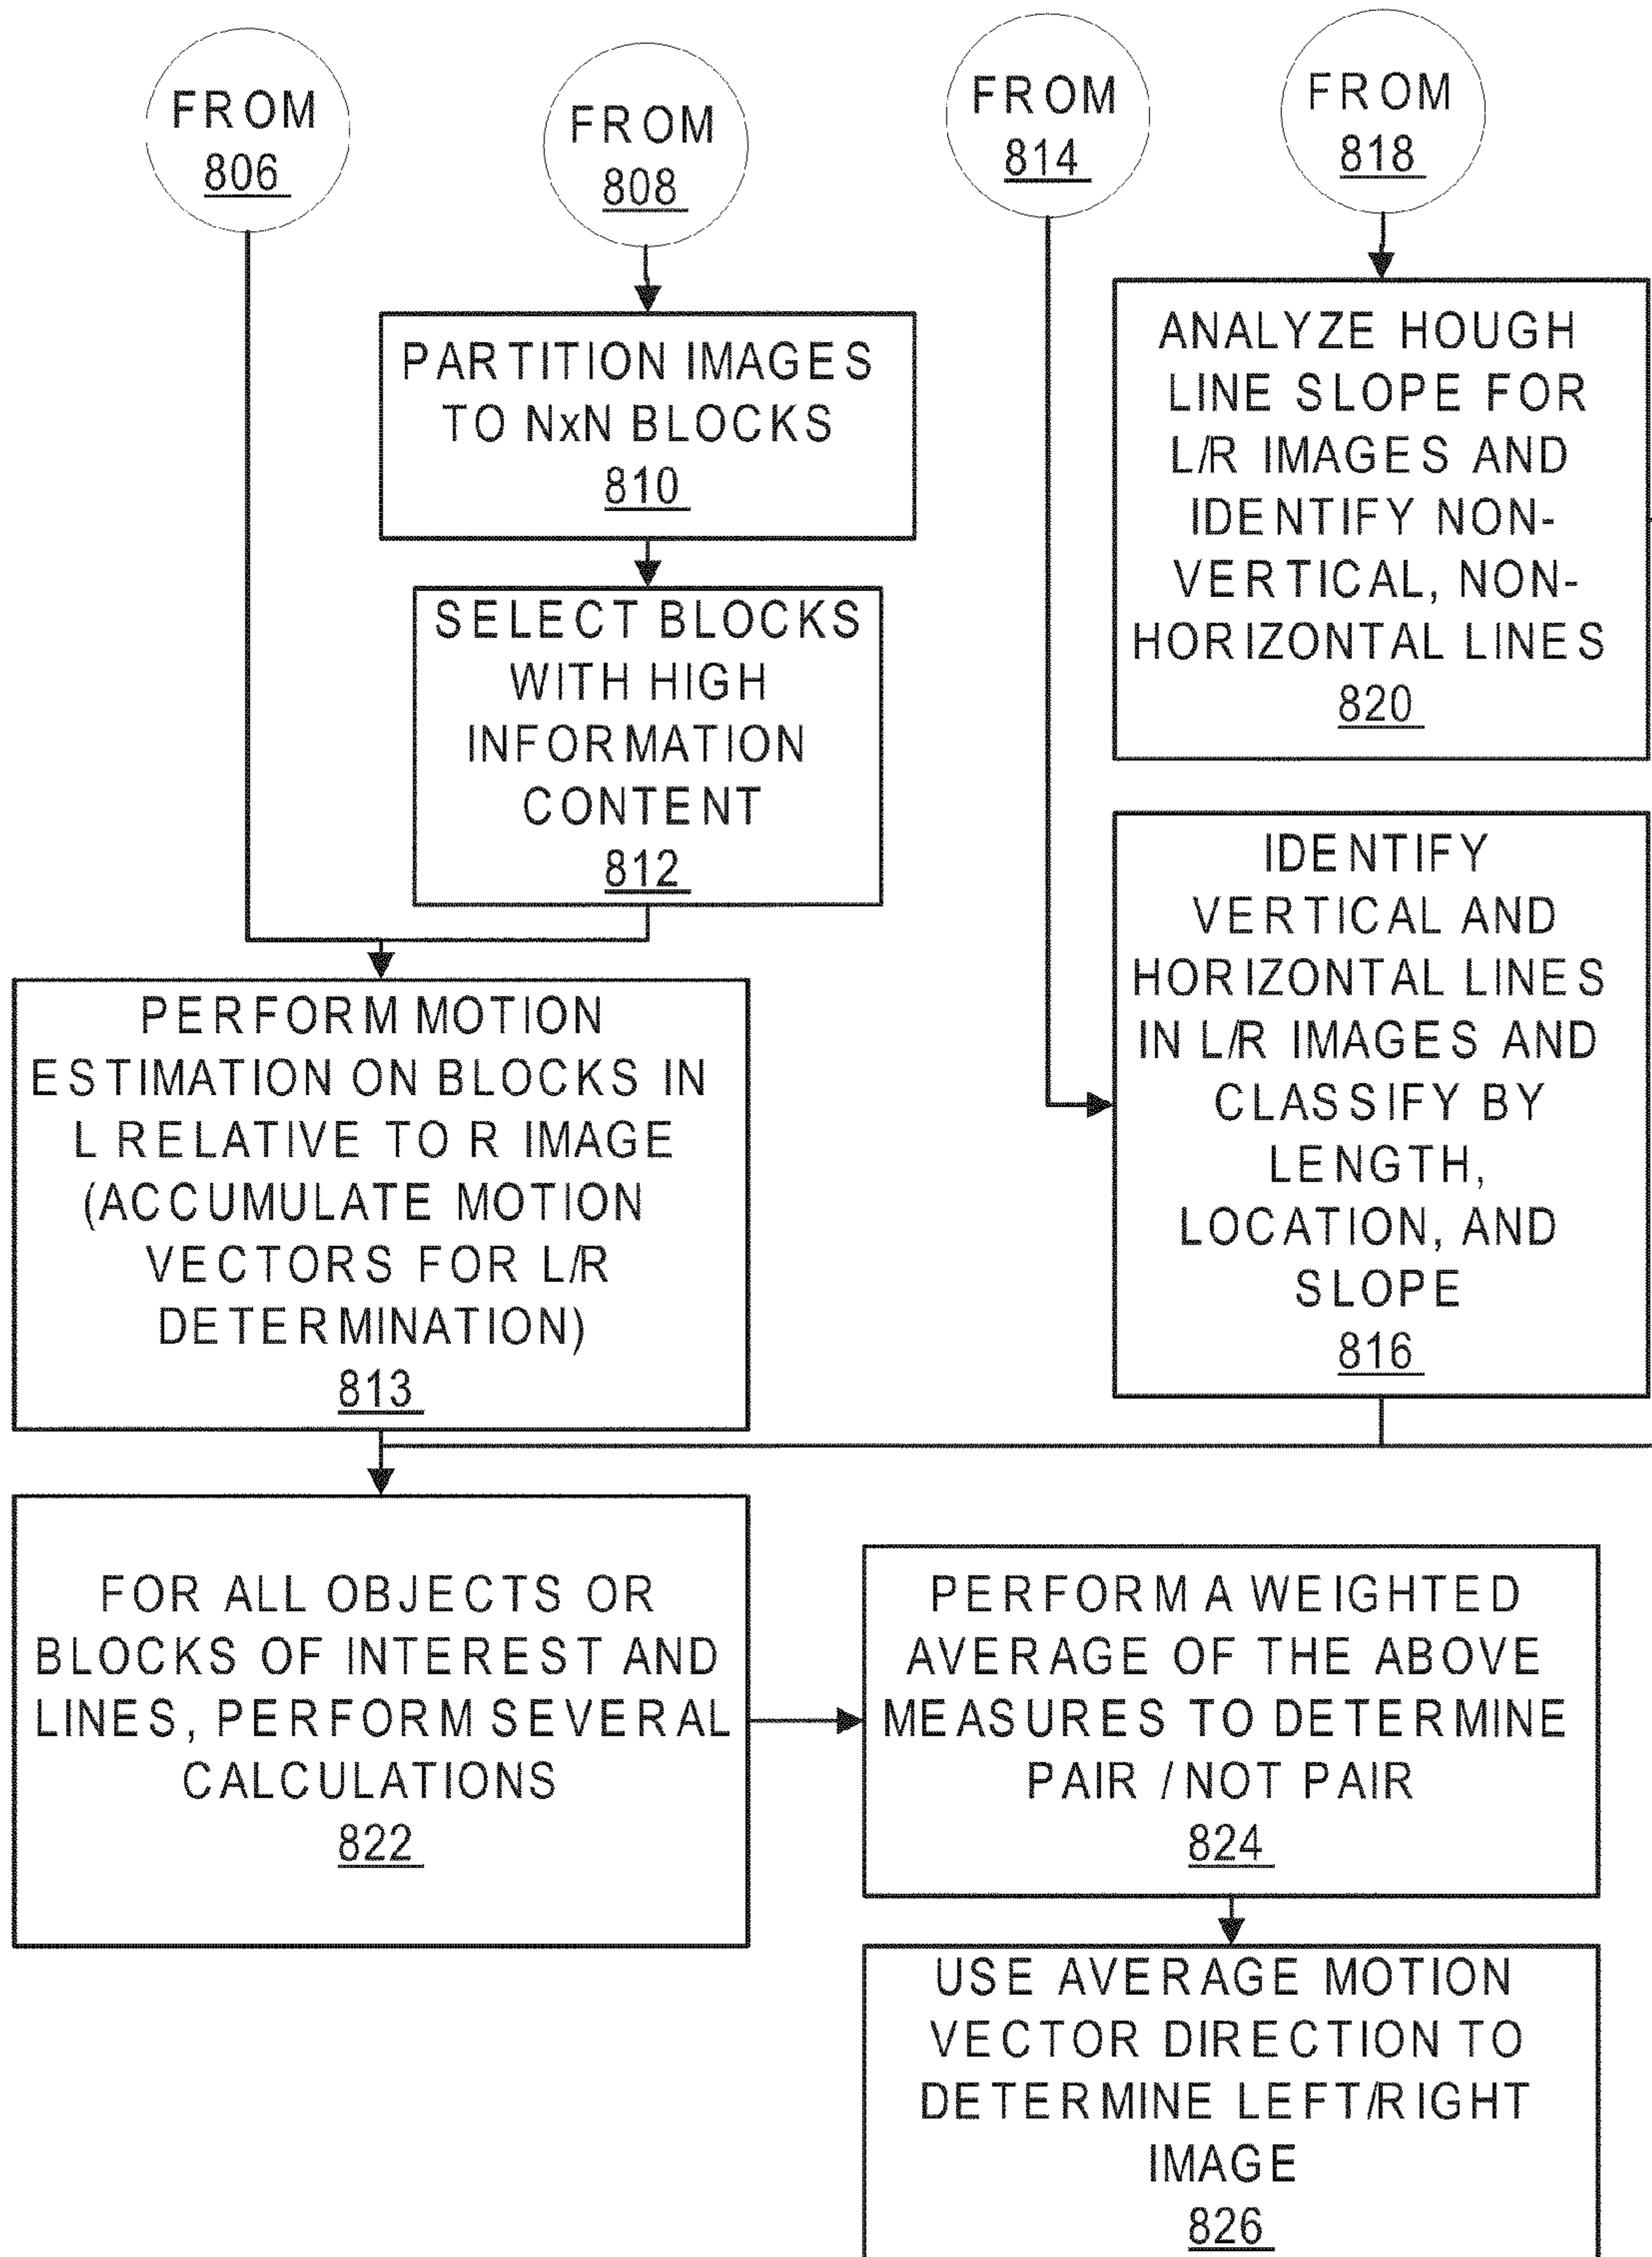 FROM
806
FROM
808
FROM
814
FROM
818
PARTITION IMAGES
TO NxN BLOCKS
810
SELECT BLOCKS
WITH HIGH
INFORMATION
CONTENT
812
ANALYZE HOUGH
LINE SLOPE FOR
L/R IMAGES AND
IDENTIFY NON-
VERTICAL, NON-
HORIZONTAL LINES
820
PERFORM MOTION
ESTIMATION ON BLOCKS IN
L RELATIVE TO R IMAGE
(ACCUMULATE MOTION
VECTORS FOR L/R
DETERMINATION)
813
IDENTIFY
VERTICAL AND
HORIZONTAL LINES
IN L/R IMAGES AND
CLASSIFY BY
LENGTH,
LOCATION, AND
SLOPE
816
FOR ALL OBJECTS OR
BLOCKS OF INTEREST AND
LINES, PERFORM SEVERAL
CALCULATIONS
822
PERFORM A WEIGHTED
AVERAGE OF THE ABOVE
MEASURES TO DETERMINE
PAIR / NOT PAIR
824
USE AVERAGE MOTION
VECTOR DIRECTION TO
DETERMINE LEFT/RIGHT
IMAGE
826